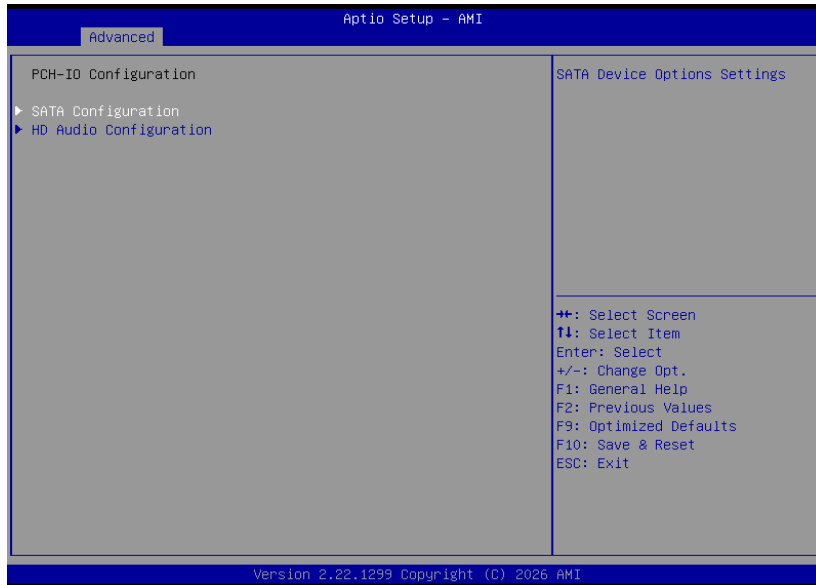 Aptio Setup – AMI
Advanced
PCH-IO Configuration
SATA Configuration
HD Audio Configuration
SATA Device Options Settings
→←: Select Screen
↑↓: Select Item
Enter: Select
+/-: Change Opt.
F1: General Help
F2: Previous Values
F9: Optimized Defaults
F10: Save & Reset
ESC: Exit
Version 2.22.1299 Copyright (C) 2026 AMI